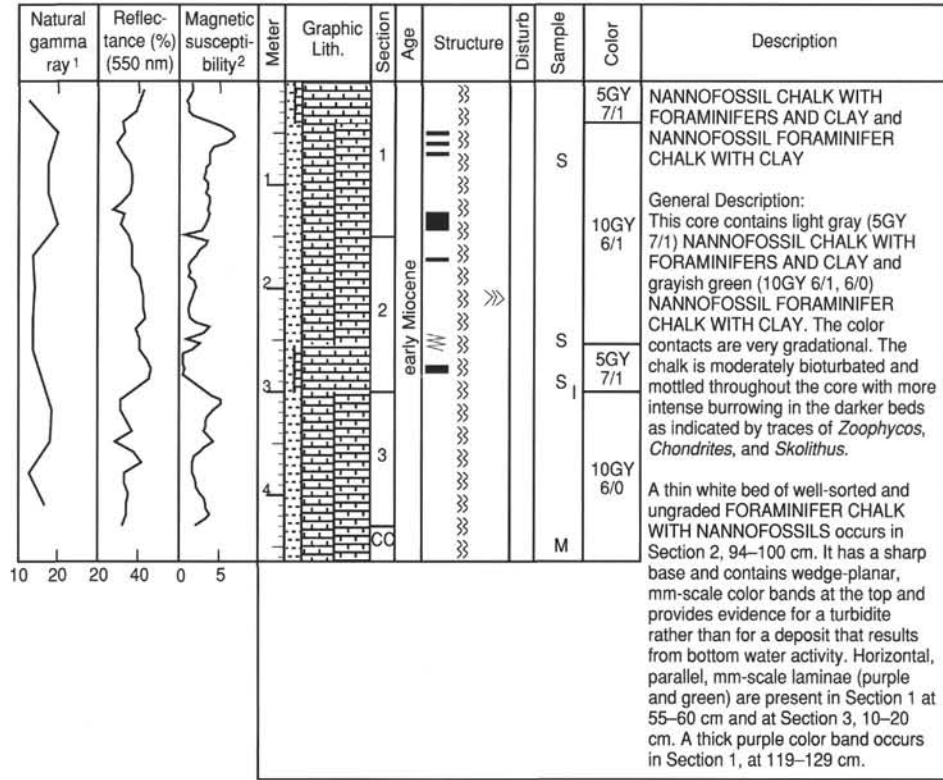 Natural
gamma
ray 1
Reflec-
tance (%)
(550 nm)
Magnetic
suscepti-
bility2
Meter
Graphic
Lith.
Section
Age
Structure
Disturb
Sample
Color
Description
1
2
3
4
1
2
3
CC
early Miocene
S
S
S
I
M
5GY
7/1
10GY
6/1
5GY
7/1
10GY
6/0
10 20 20 40 0 5
NANNOFOSSIL CHALK WITH
FORAMINIFERS AND CLAY and
NANNOFOSSIL FORAMINIFER
CHALK WITH CLAY
General Description:
This core contains light gray (5GY
7/1) NANNOFOSSIL CHALK WITH
FORAMINIFERS AND CLAY and
grayish green (10GY 6/1, 6/0)
NANNOFOSSIL FORAMINIFER
CHALK WITH CLAY. The color
contacts are very gradational. The
chalk is moderately bioturbated and
mottled throughout the core with more
intense burrowing in the darker beds
as indicated by traces of Zoophycos,
Chondrites, and Skolithus.
A thin white bed of well-sorted and
ungraded FORAMINIFER CHALK
WITH NANNOFOSSILS occurs in
Section 2, 94–100 cm. It has a sharp
base and contains wedge-planar,
mm-scale color bands at the top and
provides evidence for a turbidite
rather than for a deposit that results
from bottom water activity. Horizontal,
parallel, mm-scale laminae (purple
and green) are present in Section 1 at
55–60 cm and at Section 3, 10–20
cm. A thick purple color band occurs
in Section 1, at 119–129 cm.